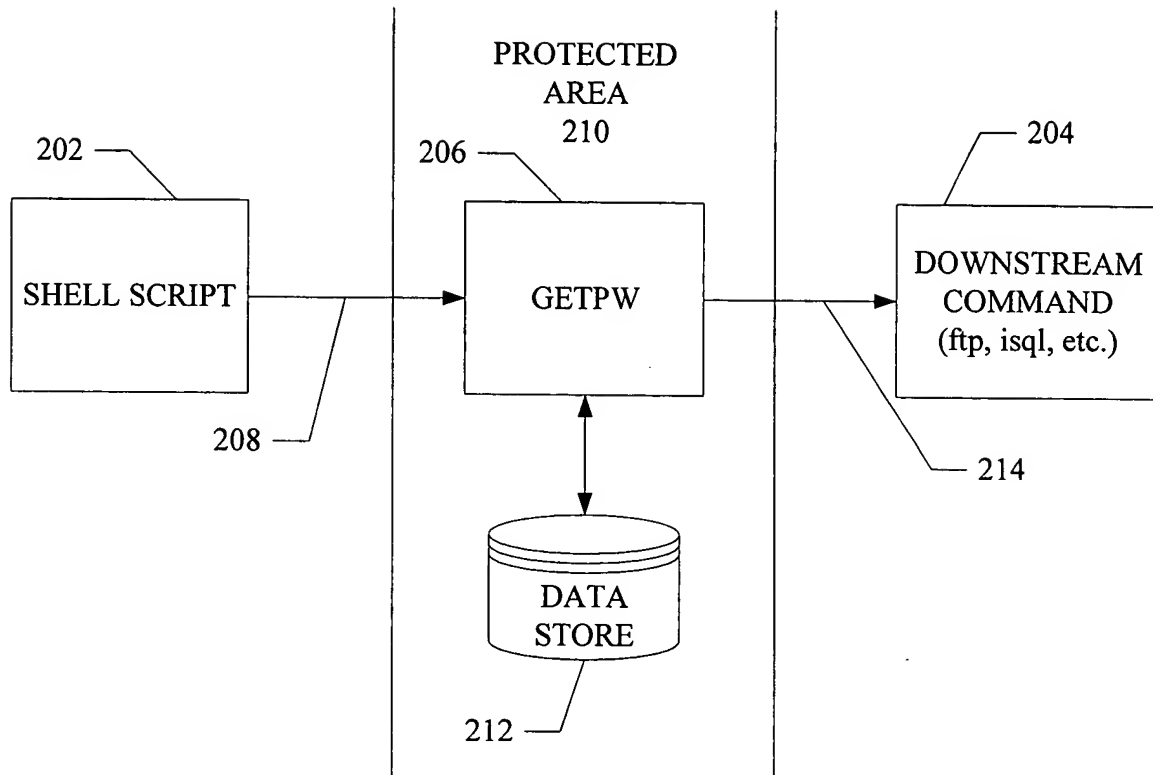 PROTECTED
AREA
210
202
206
204
SHELL SCRIPT
GETPW
DOWNSTREAM
COMMAND
(ftp, isql, etc.)
208
214
DATA
STORE
212